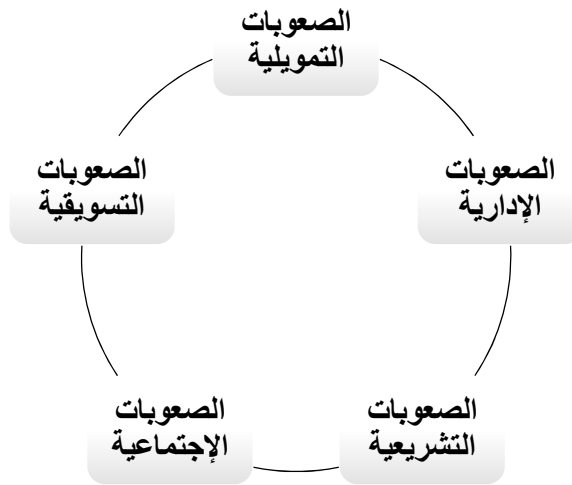 الصعوبات
التمويلية
الصعوبات
الإدارية
الصعوبات
التسويقية
الصعوبات
التشريعية
الصعوبات
الإجتماعية